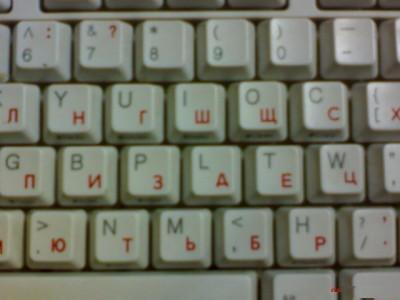 ^ : 6 & ? 7 * 8 ( 9 ) 0 —
Л Y Н U Г I Ш O Щ C С { [ Х
G П B И P З L Д T Е W Ц "
> . Ю N Т M Ь < , Б H Р ? / ' .